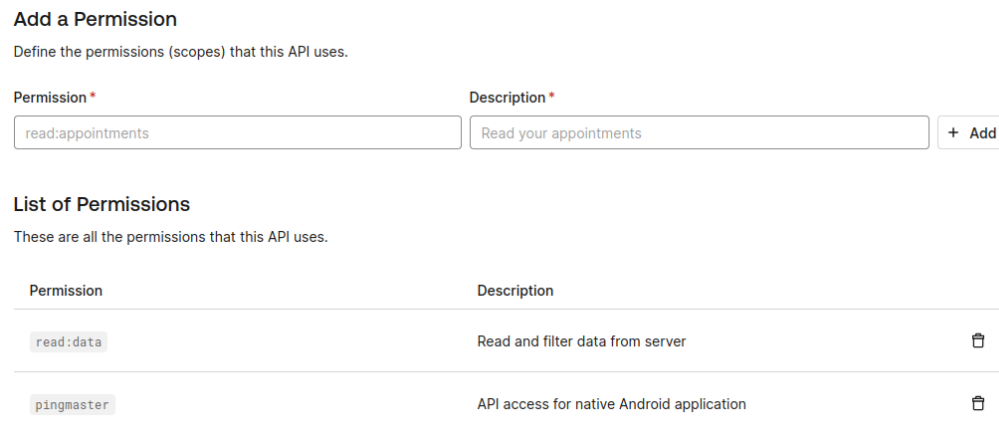 Add a Permission
Define the permissions (scopes) that this API uses.
Permission * Description *
read:appointments Read your appointments + Add
List of Permissions
These are all the permissions that this API uses.
Permission Description
read:data Read and filter data from server
pingmaster API access for native Android application